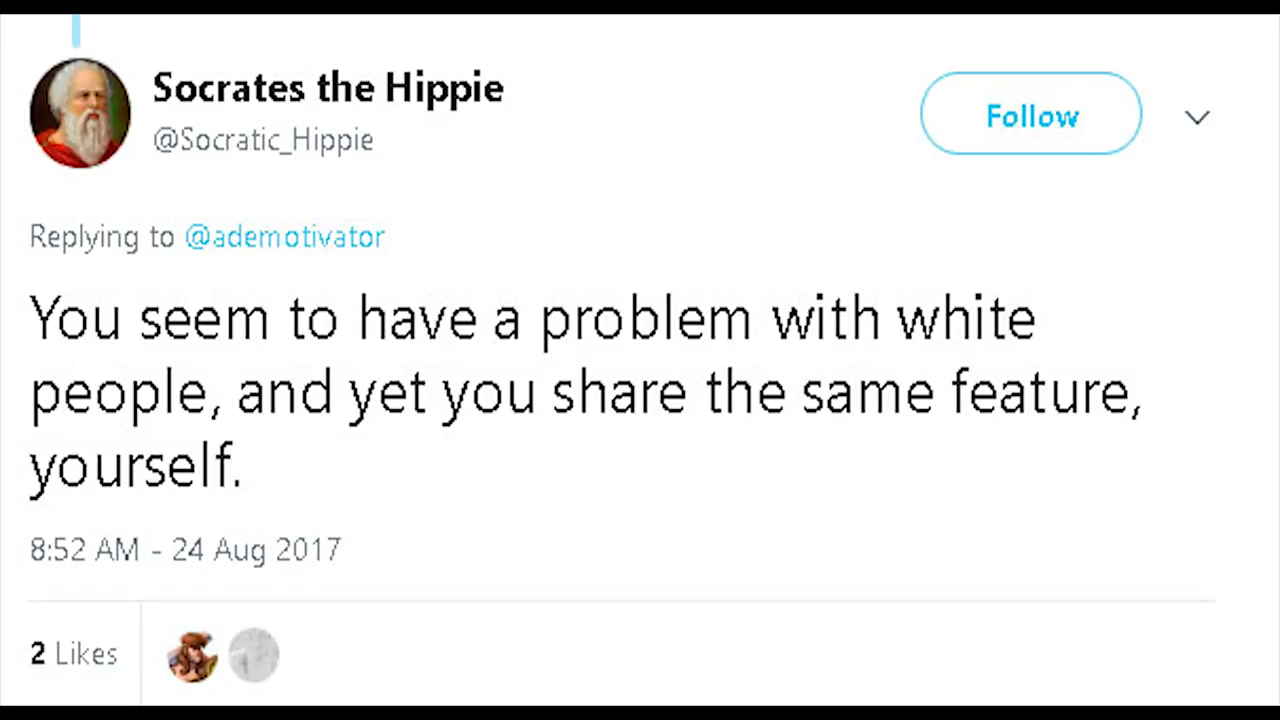 Socrates the Hippie
@Socratic_Hippie
Follow
Replying to @ademotivator
You seem to have a problem with white
people, and yet you share the same feature,
yourself.
8:52 AM - 24 Aug 2017
2 Likes